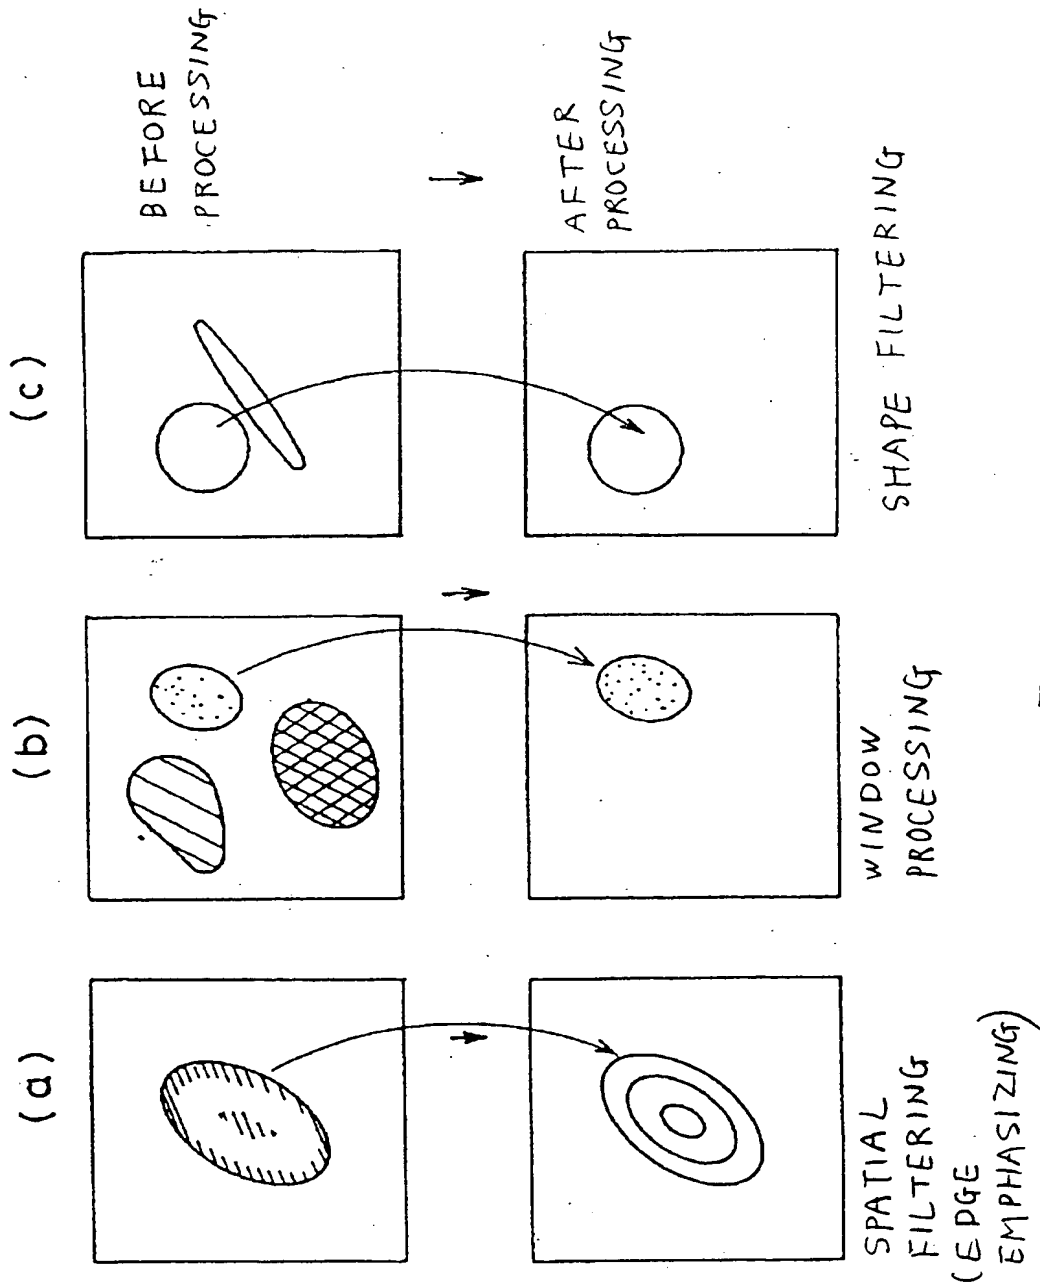 (a)
(b)
(c)
BEFORE
PROCESSING
AFTER
PROCESSING
SPATIAL
FILTERING
(EDGE
EMPHASIZING)
WINDOW
PROCESSING
SHAPE FILTERING